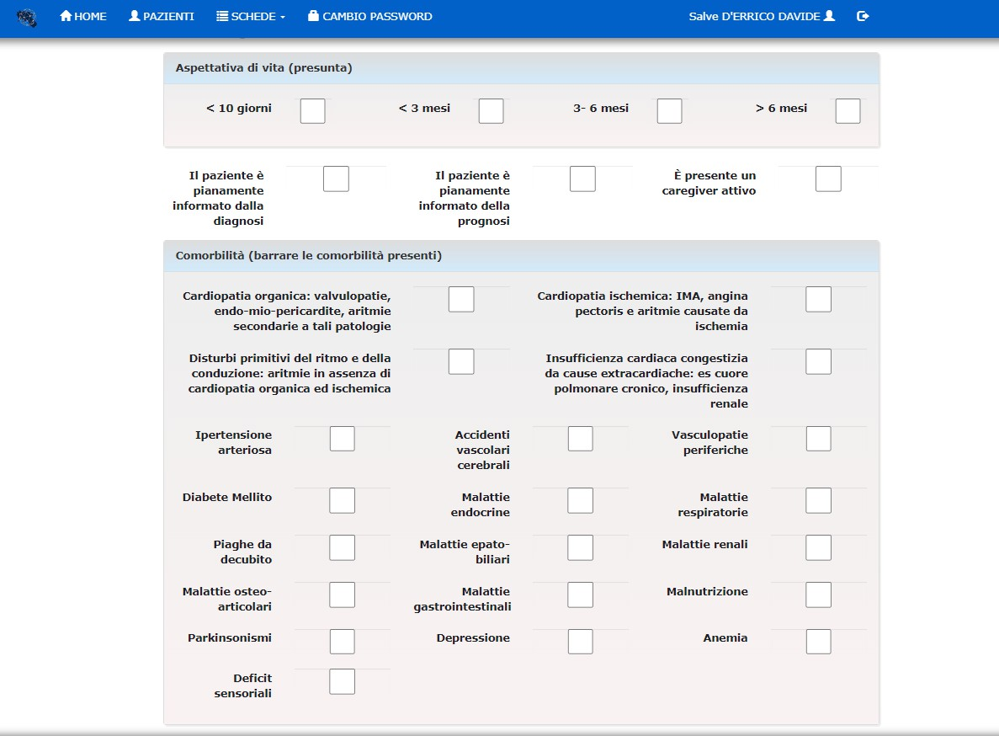 HOME PAZIENTI SCHEDE CAMBIO PASSWORD Salve D'ERRICO DAVIDE
Aspettativa di vita (presunta)
< 10 giorni
< 3 mesi
3- 6 mesi
> 6 mesi
Il paziente è
pianamente
informato dalla
diagnosi
Il paziente è
pianamente
informato della
prognosi
È presente un
caregiver attivo
Comorbilità (barrare le comorbilità presenti)
Cardiopatia organica: valvulopatie,
endo-mio-pericardite, aritmie
secondarie a tali patologie
Cardiopatia ischemica: IMA, angina
pectoris e aritmie causate da
ischemia
Disturbi primitivi del ritmo e della
conduzione: aritmie in assenza di
cardiopatia organica ed ischemica
Insufficienza cardiaca congestizia
da cause extracardiache: es cuore
polmonare cronico, insufficienza
renale
Ipertensione
arteriosa
Accidenti
vascolari
cerebrali
Vasculopatie
periferiche
Diabete Mellito
Malattie
endocrine
Malattie
respiratorie
Piaghe da
decubito
Malattie epato-
biliari
Malattie renali
Malattie osteo-
articolari
Malattie
gastrointestinali
Malnutrizione
Parkinsonismi
Depressione
Anemia
Deficit
sensoriali